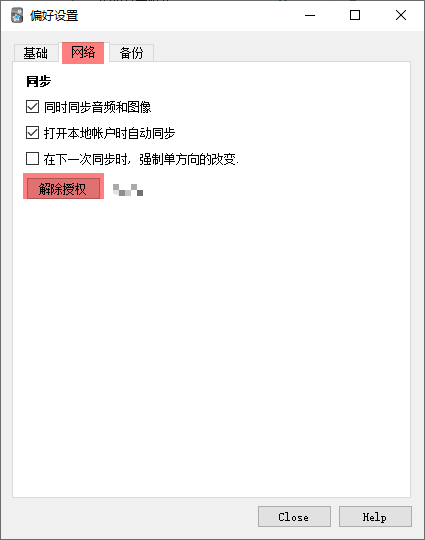 偏好设置
基础 网络 备份
同步
同时同步音频和图像
打开本地帐户时自动同步
在下一次同步时，强制单方向的改变.
解除授权
Close Help